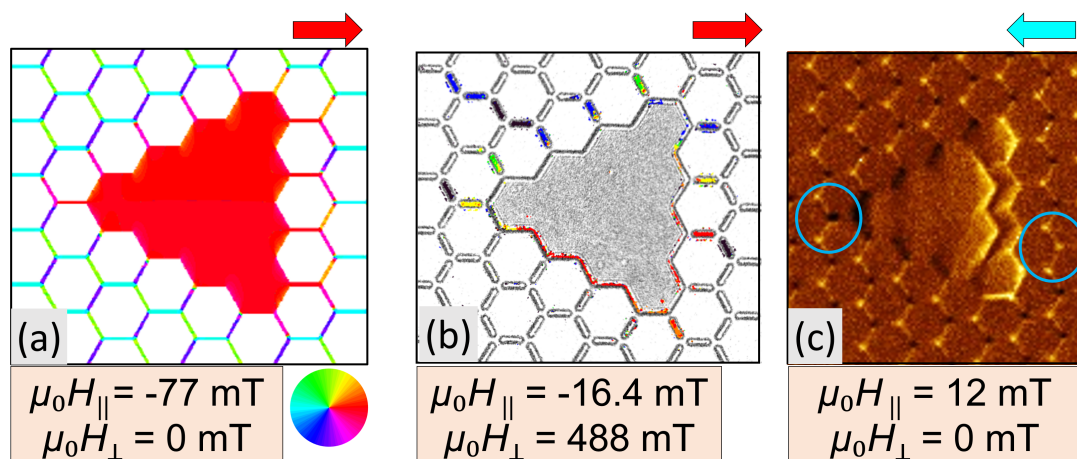 (a)
(b)
(c)
μ₀H|| = -77 mT
μ₀H⊥ = 0 mT
μ₀H|| = -16.4 mT
μ₀H⊥ = 488 mT
μ₀H|| = 12 mT
μ₀H⊥ = 0 mT